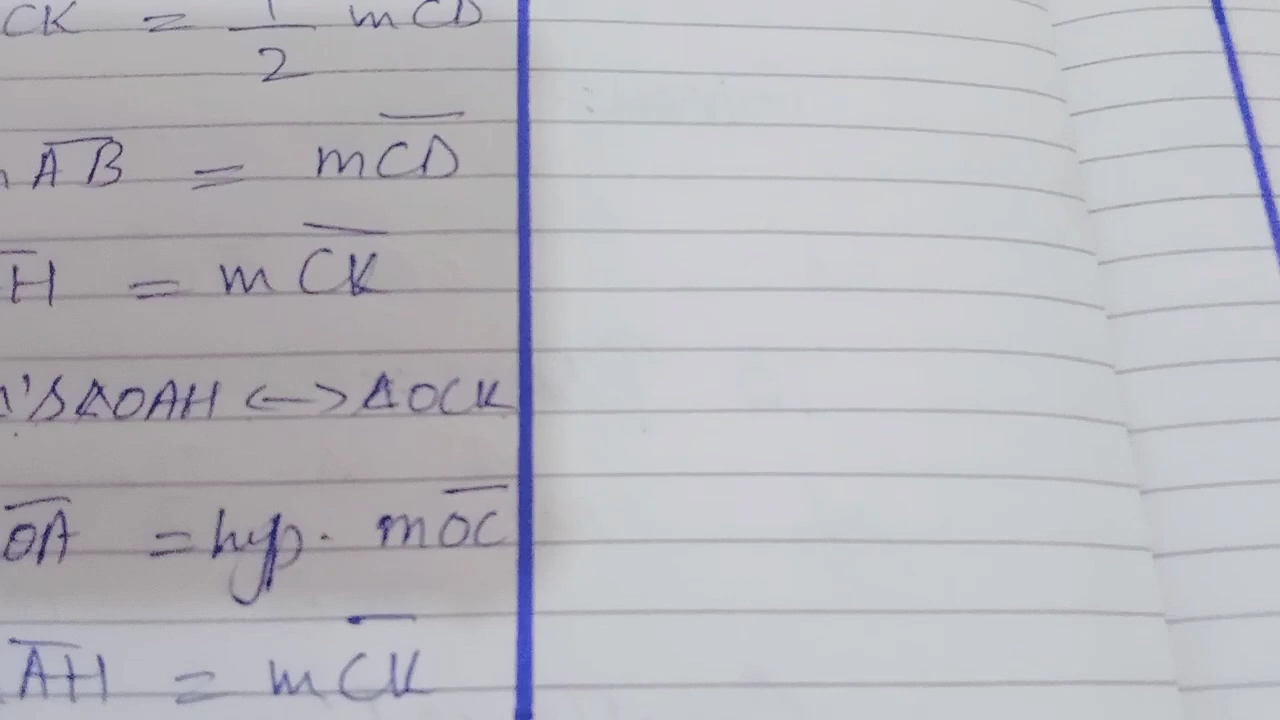 CK = 1/2 mCD
AB = mCD
H = mCK
'S ΔOAH <-> ΔOCK
OA = hyp. mOC
AH = mCK